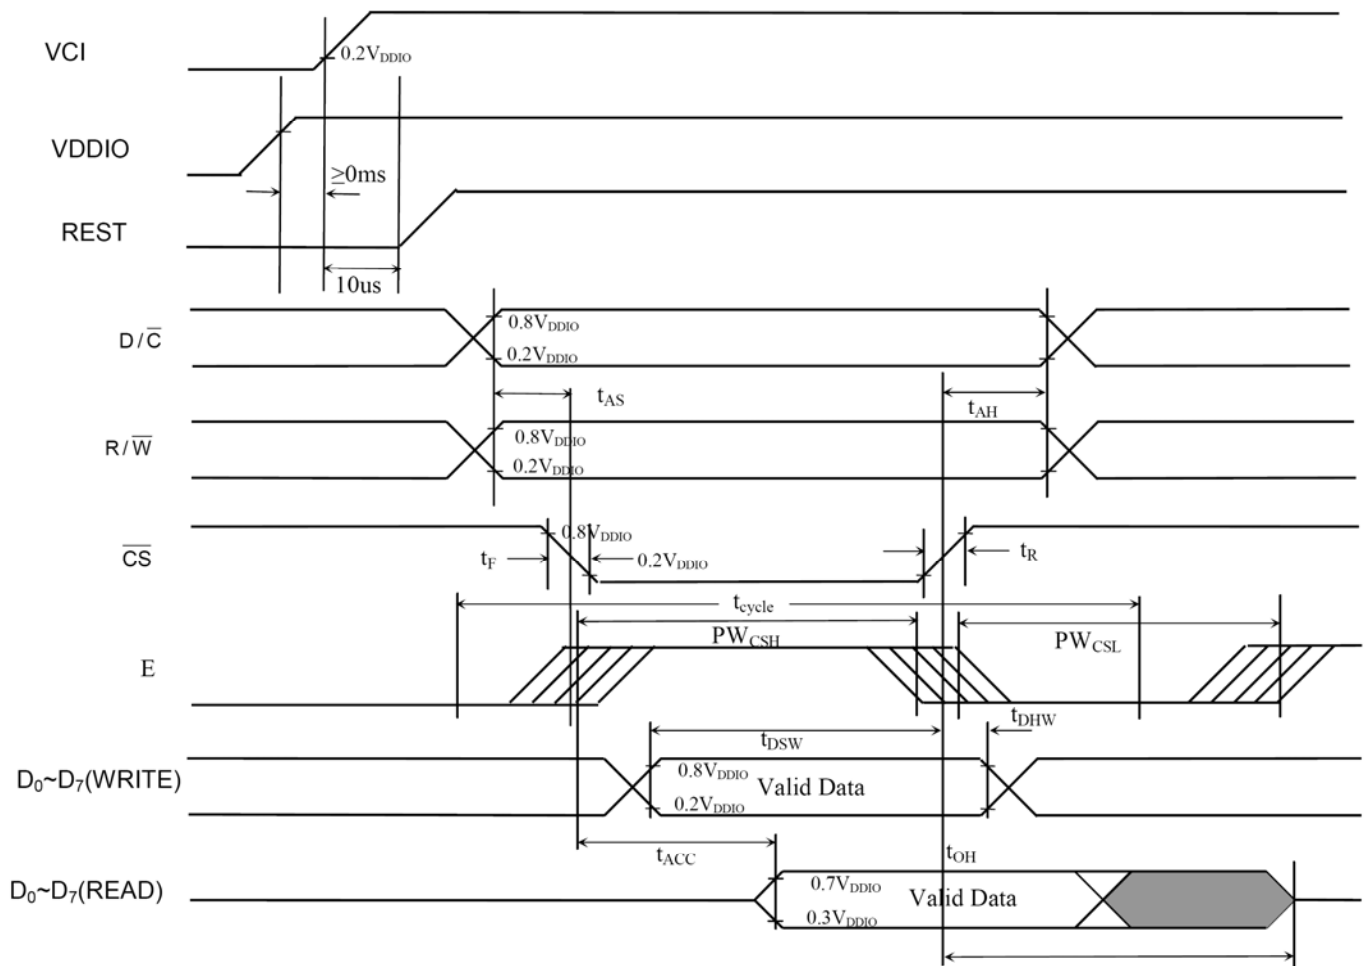 VCI
0.2VDDIO
VDDIO
≥0ms
REST
10us
D/C̅
0.8VDDIO
0.2VDDIO
tAS
tAH
R/W̅
0.8VDDIO
0.2VDDIO
C̅S̅
0.8VDDIO
tF
0.2VDDIO
tR
tcycle
PWCSH
PWCSL
E
tDHW
tDSW
D0~D7(WRITE)
0.8VDDIO
Valid Data
0.2VDDIO
tACC
tOH
D0~D7(READ)
0.7VDDIO
Valid Data
0.3VDDIO